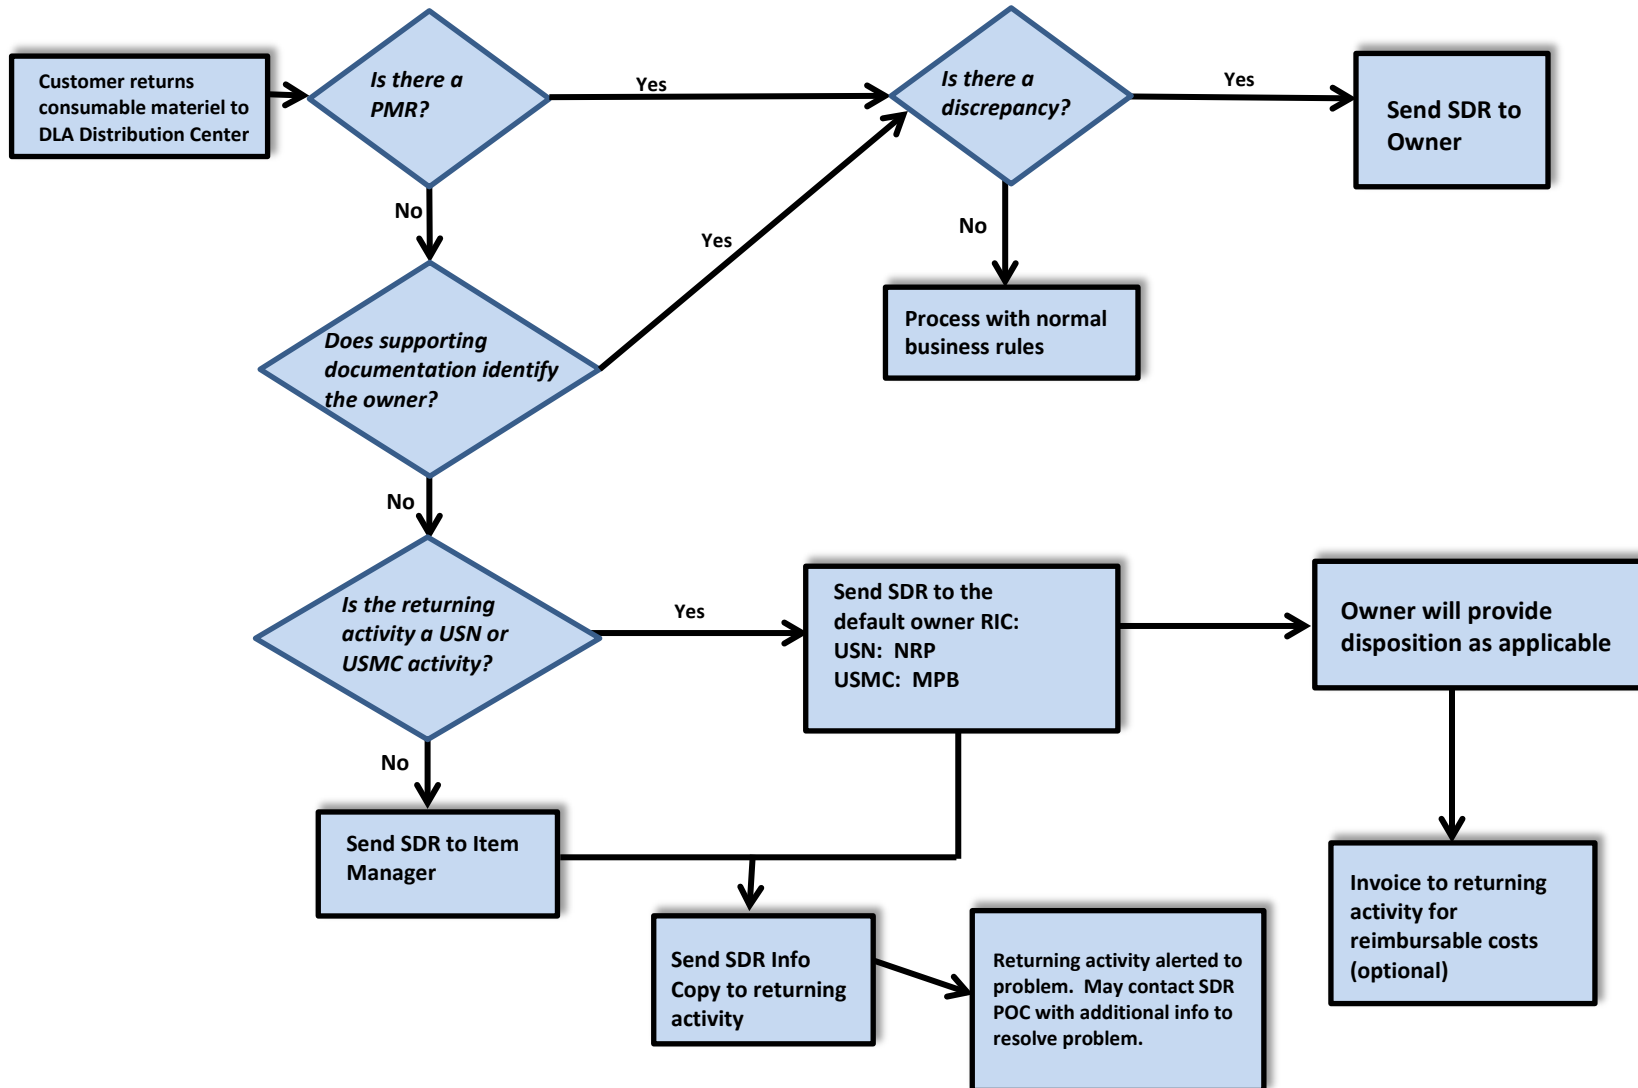 Customer returns
consumable materiel to
DLA Distribution Center
Is there a
PMR?
Yes
Is there a
discrepancy?
Yes
Send SDR to
Owner
No
No
Yes
Process with normal
business rules
Does supporting
documentation identify
the owner?
No
Is the returning
activity a USN or
USMC activity?
Yes
Send SDR to the
default owner RIC:
USN:  NRP
USMC:  MPB
Owner will provide
disposition as applicable
No
Send SDR to Item
Manager
Send SDR Info
Copy to returning
activity
Returning activity alerted to
problem.  May contact SDR
POC with additional info to
resolve problem.
Invoice to returning
activity for
reimbursable costs
(optional)